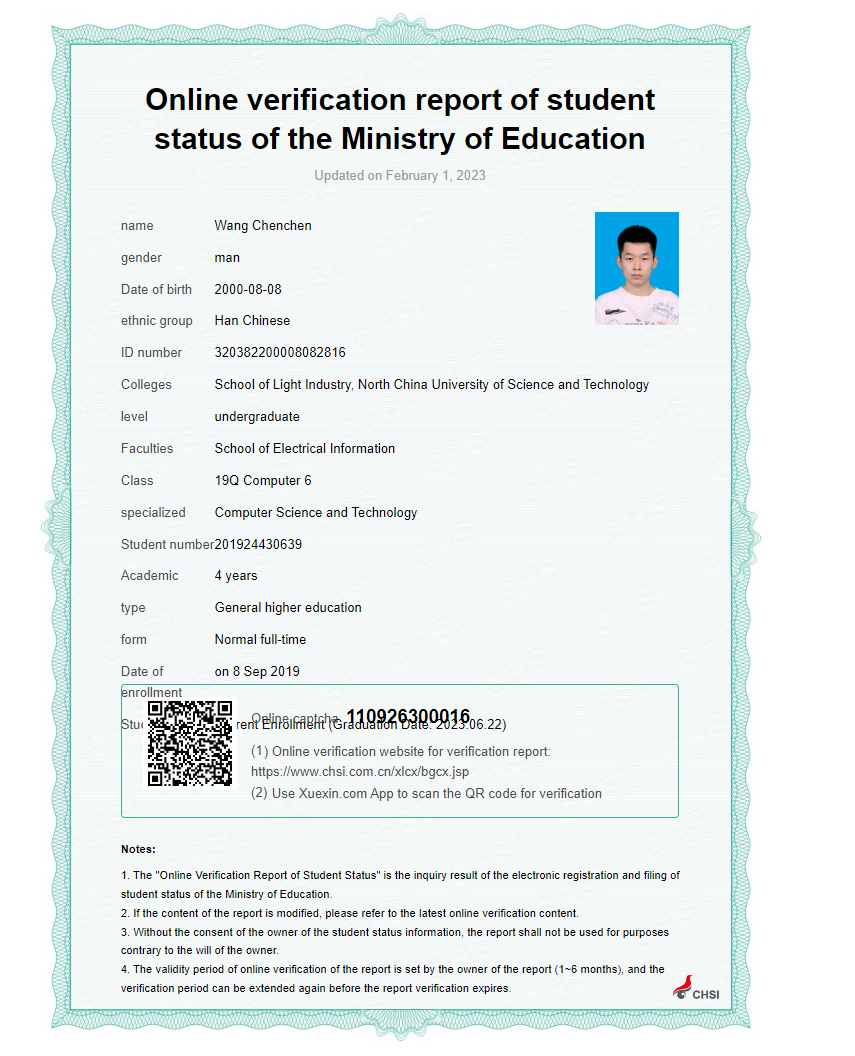 Online verification report of student
status of the Ministry of Education
Updated on February 1, 2023
name Wang Chenchen
gender man
Date of birth 2000-08-08
ethnic group Han Chinese
ID number 320382200008082816
Colleges School of Light Industry, North China University of Science and Technology
level undergraduate
Faculties School of Electrical Information
Class 19Q Computer 6
specialized Computer Science and Technology
Student number 201924430639
Academic 4 years
type General higher education
form Normal full-time
Date of on 8 Sep 2019
enrollment
Online captcha 110926300016
Enrollment (Graduation Date: 2023.06.22)
(1) Online verification website for verification report:
https://www.chsi.com.cn/xlcx/bgcx.jsp
(2) Use Xuexin.com App to scan the QR code for verification
Notes:
1. The "Online Verification Report of Student Status" is the inquiry result of the electronic registration and filing of
student status of the Ministry of Education.
2. If the content of the report is modified, please refer to the latest online verification content.
3. Without the consent of the owner of the student status information, the report shall not be used for purposes
contrary to the will of the owner.
4. The validity period of online verification of the report is set by the owner of the report (1~6 months), and the
verification period can be extended again before the report verification expires.
CHSI